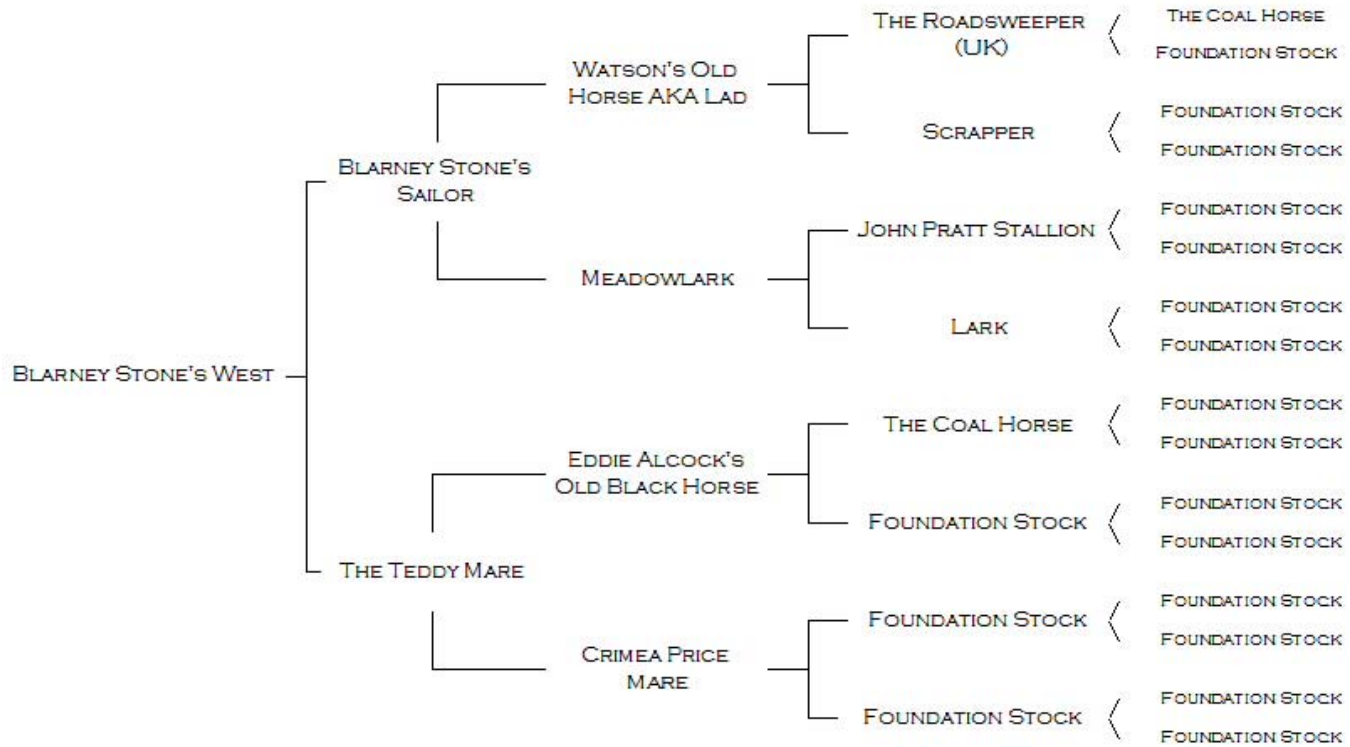 The Roadsweeper
(UK)
The Coal Horse
Foundation Stock
Watson's Old
Horse AKA Lad
Scrapper
Foundation Stock
Foundation Stock
Blarney Stone's
Sailor
John Pratt Stallion
Foundation Stock
Foundation Stock
Meadowlark
Lark
Foundation Stock
Foundation Stock
Blarney Stone's West
The Coal Horse
Foundation Stock
Foundation Stock
Eddie Alcock's
Old Black Horse
Foundation Stock
Foundation Stock
Foundation Stock
The Teddy Mare
Foundation Stock
Foundation Stock
Foundation Stock
Crimea Price
Mare
Foundation Stock
Foundation Stock
Foundation Stock